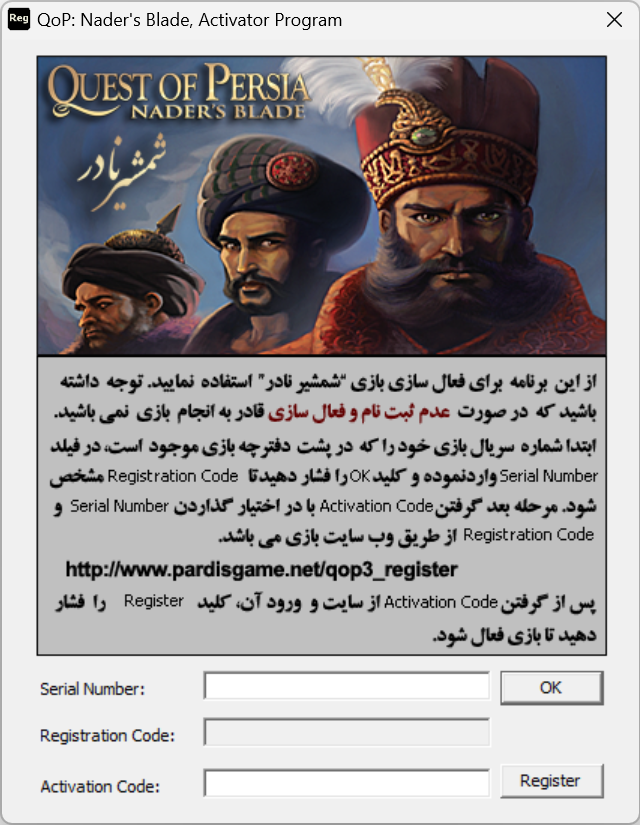 Reg QoP: Nader's Blade, Activator Program
QUEST OF PERSIA
NADER'S BLADE
شمشیر نادر
از این برنامه برای فعال سازی بازی "شمشیر نادر" استفاده نمایید. توجه داشته
باشید که در صورت عدم ثبت نام و فعال سازی قادر به انجام بازی نمی باشید.
ابتدا شماره سریال بازی خود را که در پشت دفترچه بازی موجود است، در فیلد
Serial Number واردنموده و کلید OK را فشار دهید تا Registration Code مشخص
شود. مرحله بعد گرفتن Activation Code با در اختیار گذاردن Serial Number و
Registration Code از طریق وب سایت بازی می باشد.
http://www.pardisgame.net/qop3_register
پس از گرفتن Activation Code از سایت و ورود آن، کلید Register را فشار
دهید تا بازی فعال شود.
Serial Number: OK
Registration Code:
Activation Code: Register